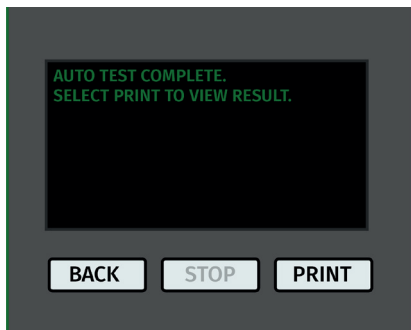 AUTO TEST COMPLETE.
SELECT PRINT TO VIEW RESULT.
BACK STOP PRINT